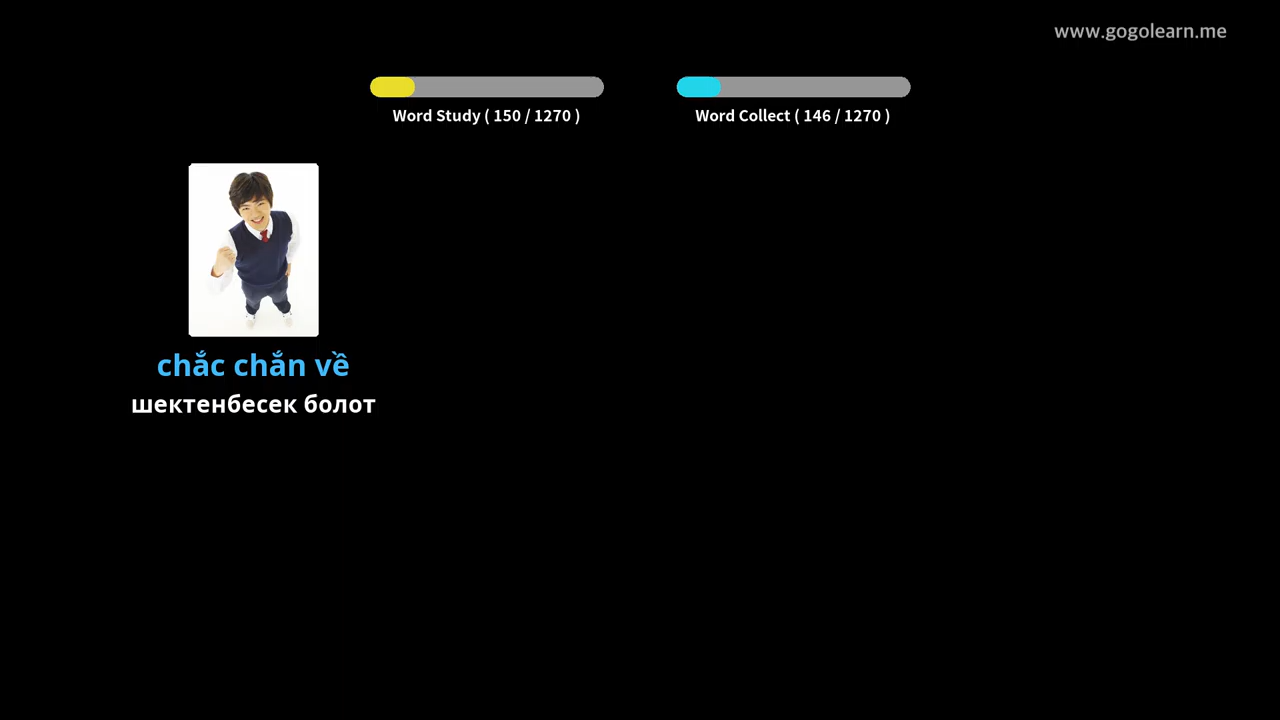 www.gogolearn.me
Word Study ( 150 / 1270 )
Word Collect ( 146 / 1270 )
chắc chắn về
шектенбесек болот